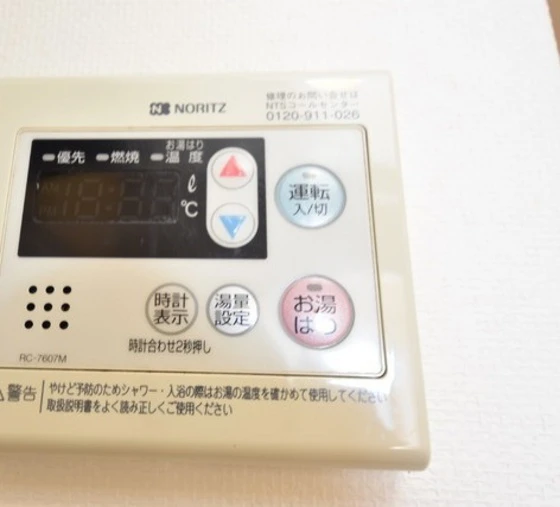 NORITZ
修理のお問い合せは
NTSコールセンター
0120-911-026
お湯はり
優先 燃焼 温度
ℓ
℃
運転
入/切
時計
表示
湯量
設定
お湯
はり
時計合わせ2秒押し
RC-7607M
警告
やけど予防のためシャワー・入浴の際はお湯の温度を確かめて使用してください
取扱説明書をよく読み正しくご使用ください